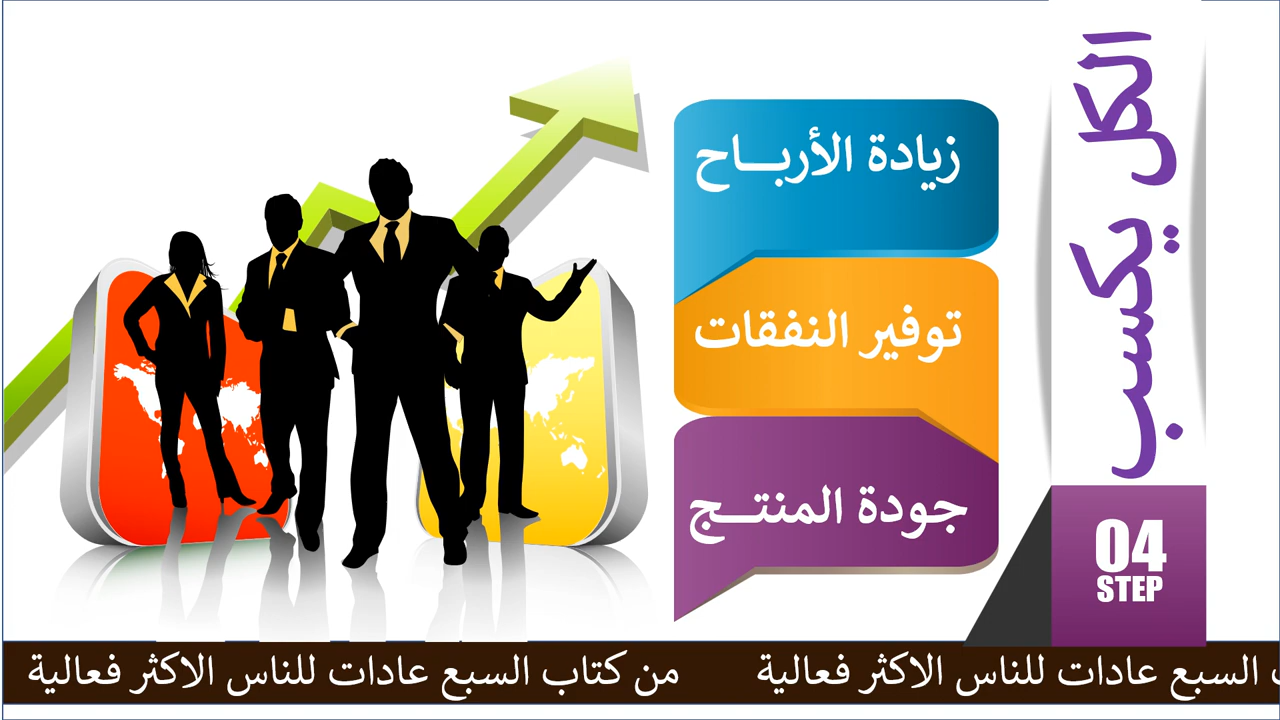 الكل يكسب
زيادة الأربـــاح
توفير النفقات
جودة المنتـــج
04
STEP
السبع عادات للناس الاكثر فعالية
من كتاب السبع عادات للناس الاكثر فعالية